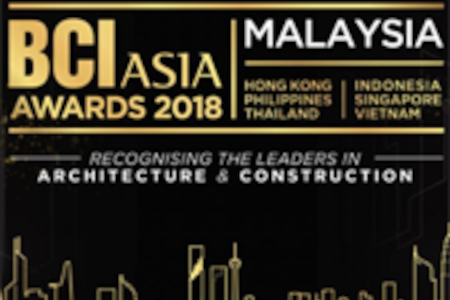 BCI ASIA
AWARDS 2018
MALAYSIA
HONG KONG
PHILIPPINES
THAILAND
INDONESIA
SINGAPORE
VIETNAM
RECOGNISING THE LEADERS IN
ARCHITECTURE & CONSTRUCTION